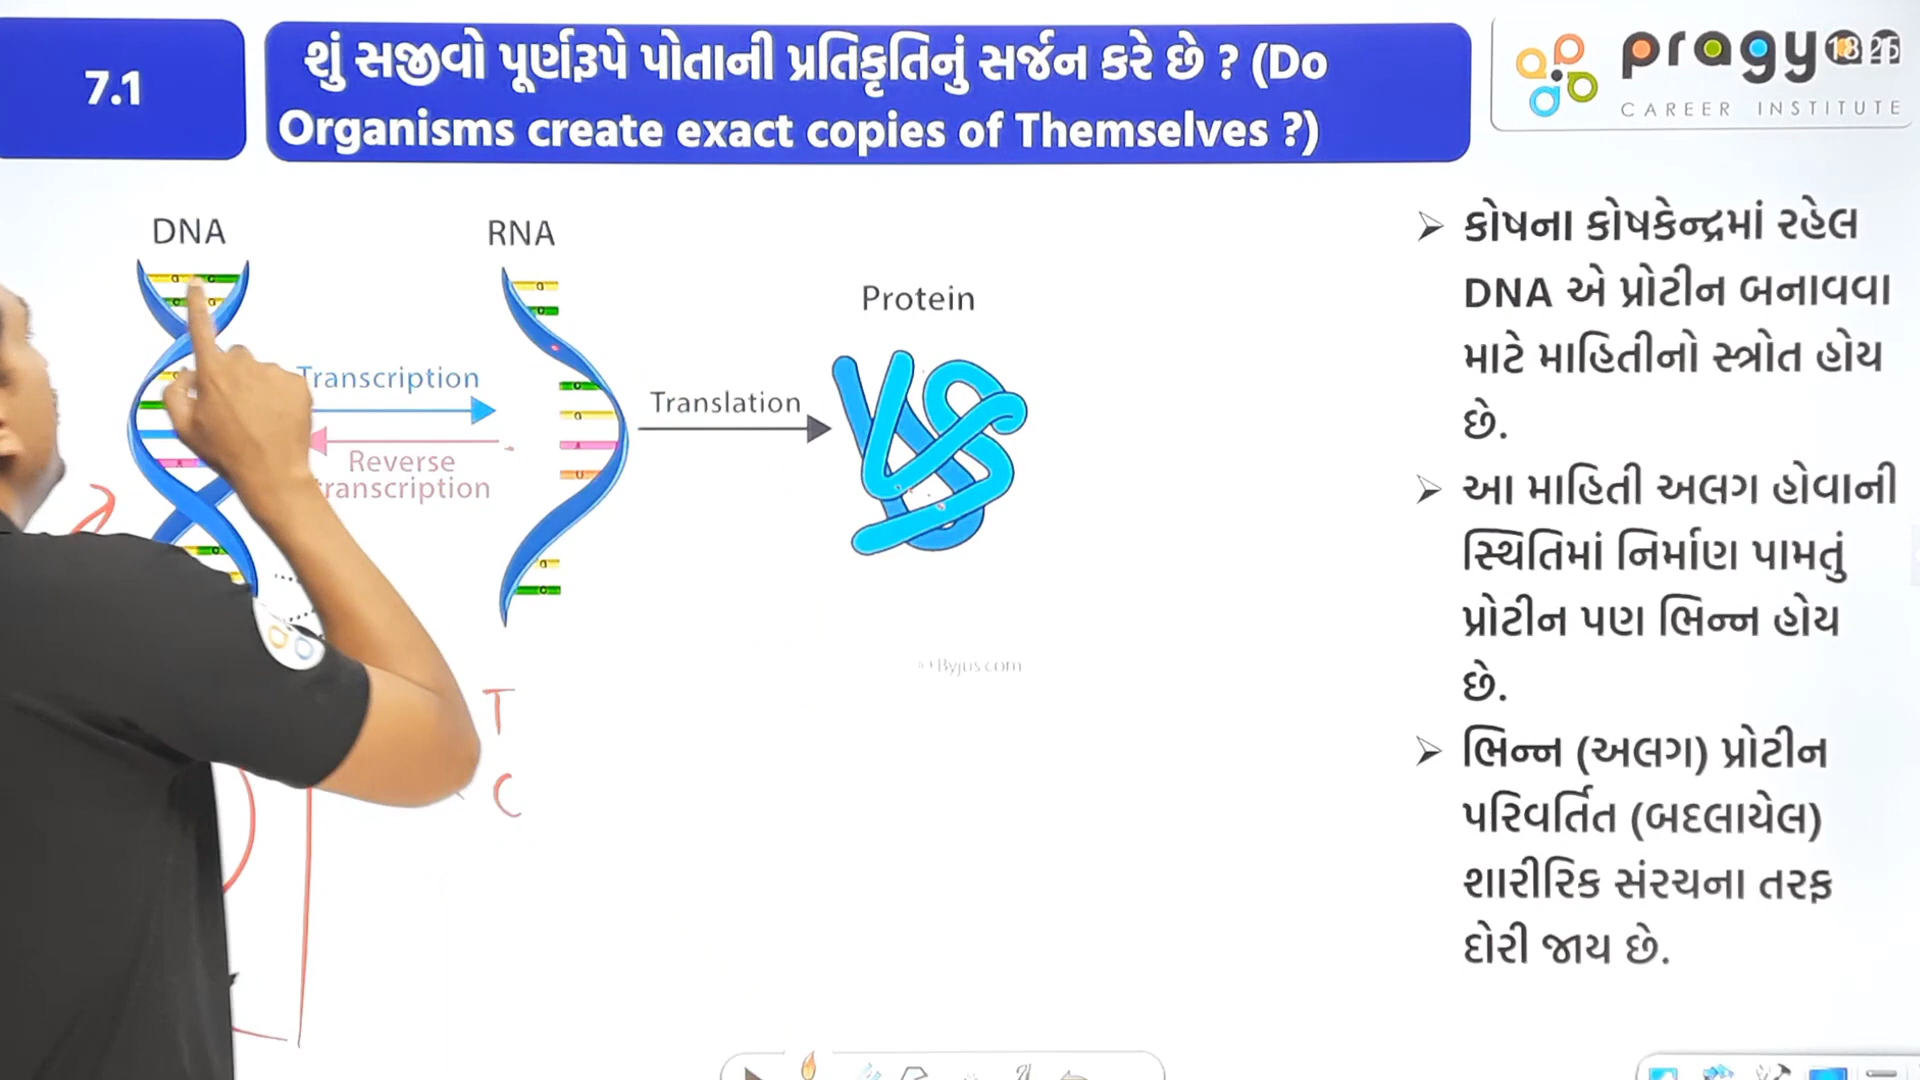 7.1
શું સજીવો પૂર્ણરૂપે પોતાની પ્રતિકૃતિનું સર્જન કરે છે ? (Do
Organisms create exact copies of Themselves ?)
pragyan
CAREER INSTITUTE
DNA
RNA
Protein
Transcription
Reverse
transcription
Translation
Byjus.com
T
C
➢ કોષના કોષકેન્દ્રમાં રહેલ
DNA એ પ્રોટીન બનાવવા
માટે માહિતીનો સ્ત્રોત હોય
છે.
➢ આ માહિતી અલગ હોવાની
સ્થિતિમાં નિર્માણ પામતું
પ્રોટીન પણ ભિન્ન હોય
છે.
➢ ભિન્ન (અલગ) પ્રોટીન
પરિવર્તિત (બદલાયેલ)
શારીરિક સંરચના તરફ
દોરી જાય છે.